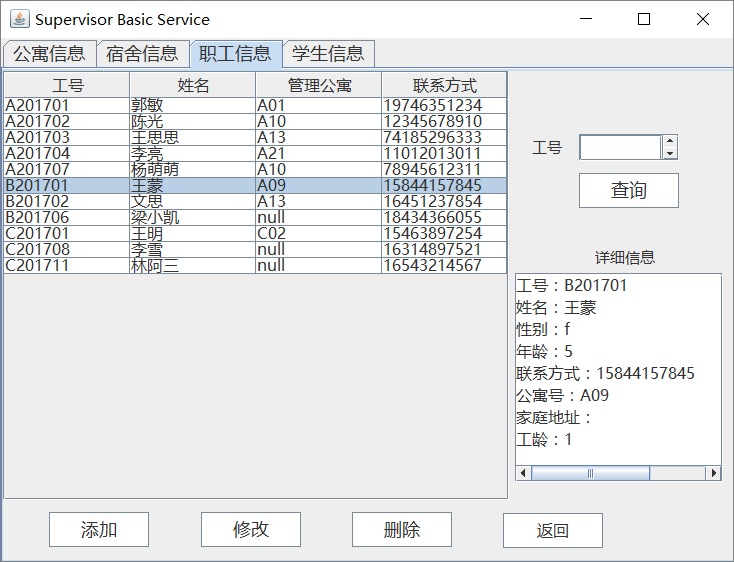 Supervisor Basic Service
公寓信息 宿舍信息 职工信息 学生信息
工号 姓名 管理公寓 联系方式
A201701 郭敏 A01 19746351234
A201702 陈光 A10 12345678910
A201703 王思思 A13 74185296333
A201704 李亮 A21 11012013011
A201707 杨萌萌 A10 78945612311
B201701 王蒙 A09 15844157845
B201702 文思 A13 16451237854
B201706 梁小凯 null 18434366055
C201701 王明 C02 15463897254
C201708 李雪 null 16314897521
C201711 林阿三 null 16543214567
工号
查询
详细信息
工号：B201701
姓名：王蒙
性别：f
年龄：5
联系方式：15844157845
公寓号：A09
家庭地址：
工龄：1
添加 修改 删除 返回